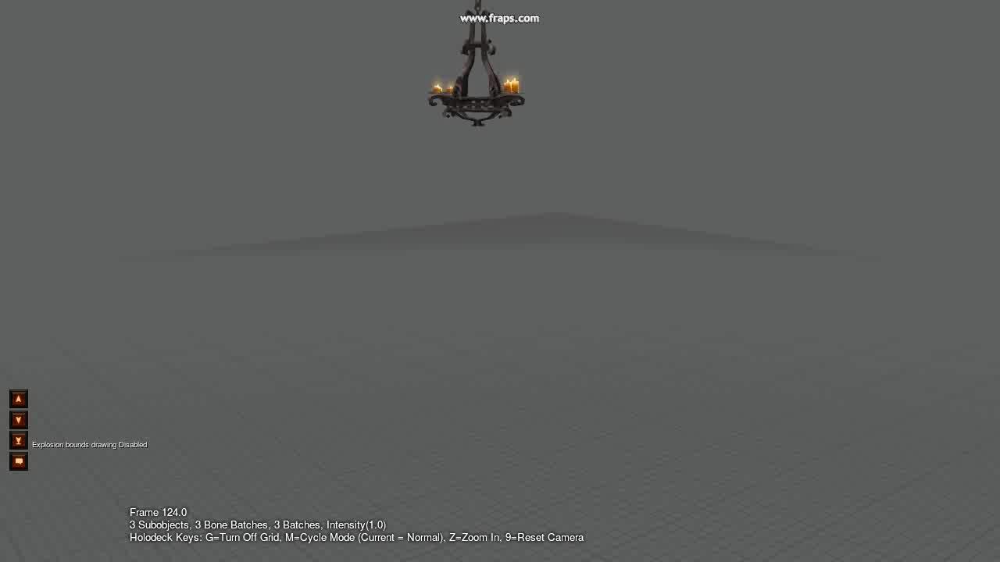 www.fraps.com
Explosion bounds drawing Disabled
Frame 124.0
3 Subobjects, 3 Bone Batches, 3 Batches, Intensity(1.0)
Holodeck Keys: G=Turn Off Grid, M=Cycle Mode (Current = Normal), Z=Zoom In, 9=Reset Camera